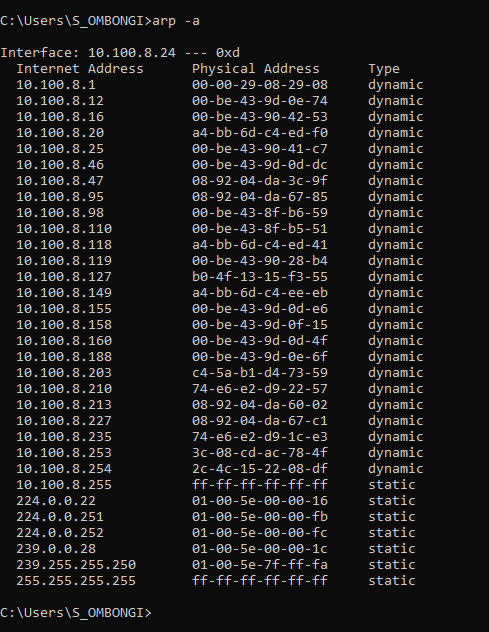 C:\Users\S_OMBONGI>arp -a
Interface: 10.100.8.24 --- 0xd
  Internet Address      Physical Address      Type
  10.100.8.1            00-00-29-08-29-08     dynamic
  10.100.8.12           00-be-43-9d-0e-74     dynamic
  10.100.8.16           00-be-43-90-42-53     dynamic
  10.100.8.20           a4-bb-6d-c4-ed-f0     dynamic
  10.100.8.25           00-be-43-90-41-c7     dynamic
  10.100.8.46           00-be-43-9d-0d-dc     dynamic
  10.100.8.47           08-92-04-da-3c-9f     dynamic
  10.100.8.95           08-92-04-da-67-85     dynamic
  10.100.8.98           00-be-43-8f-b6-59     dynamic
  10.100.8.110          00-be-43-8f-b5-51     dynamic
  10.100.8.118          a4-bb-6d-c4-ed-41     dynamic
  10.100.8.119          00-be-43-90-28-b4     dynamic
  10.100.8.127          b0-4f-13-15-f3-55     dynamic
  10.100.8.149          a4-bb-6d-c4-ee-eb     dynamic
  10.100.8.155          00-be-43-9d-0d-e6     dynamic
  10.100.8.158          00-be-43-9d-0f-15     dynamic
  10.100.8.160          00-be-43-9d-0d-4f     dynamic
  10.100.8.188          00-be-43-9d-0e-6f     dynamic
  10.100.8.203          c4-5a-b1-d4-73-59     dynamic
  10.100.8.210          74-e6-e2-d9-22-57     dynamic
  10.100.8.213          08-92-04-da-60-02     dynamic
  10.100.8.227          08-92-04-da-67-c1     dynamic
  10.100.8.235          74-e6-e2-d9-1c-e3     dynamic
  10.100.8.253          3c-08-cd-ac-78-4f     dynamic
  10.100.8.254          2c-4c-15-22-08-df     dynamic
  10.100.8.255          ff-ff-ff-ff-ff-ff     static
  224.0.0.22            01-00-5e-00-00-16     static
  224.0.0.251           01-00-5e-00-00-fb     static
  224.0.0.252           01-00-5e-00-00-fc     static
  239.0.0.28            01-00-5e-00-00-1c     static
  239.255.255.250       01-00-5e-7f-ff-fa     static
  255.255.255.255       ff-ff-ff-ff-ff-ff     static
C:\Users\S_OMBONGI>